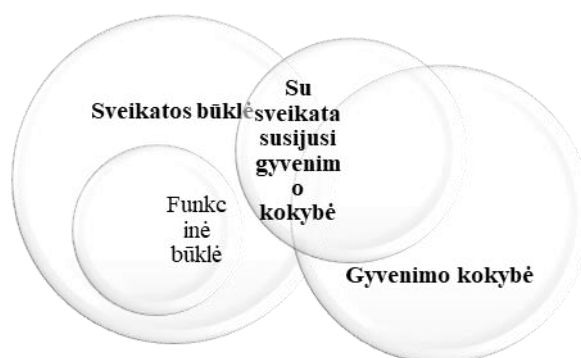 Sveikatos būklė
Su
sveikata
susijusi
gyvenim
o
kokybė
Funkc
inė
būklė
Gyvenimo kokybė